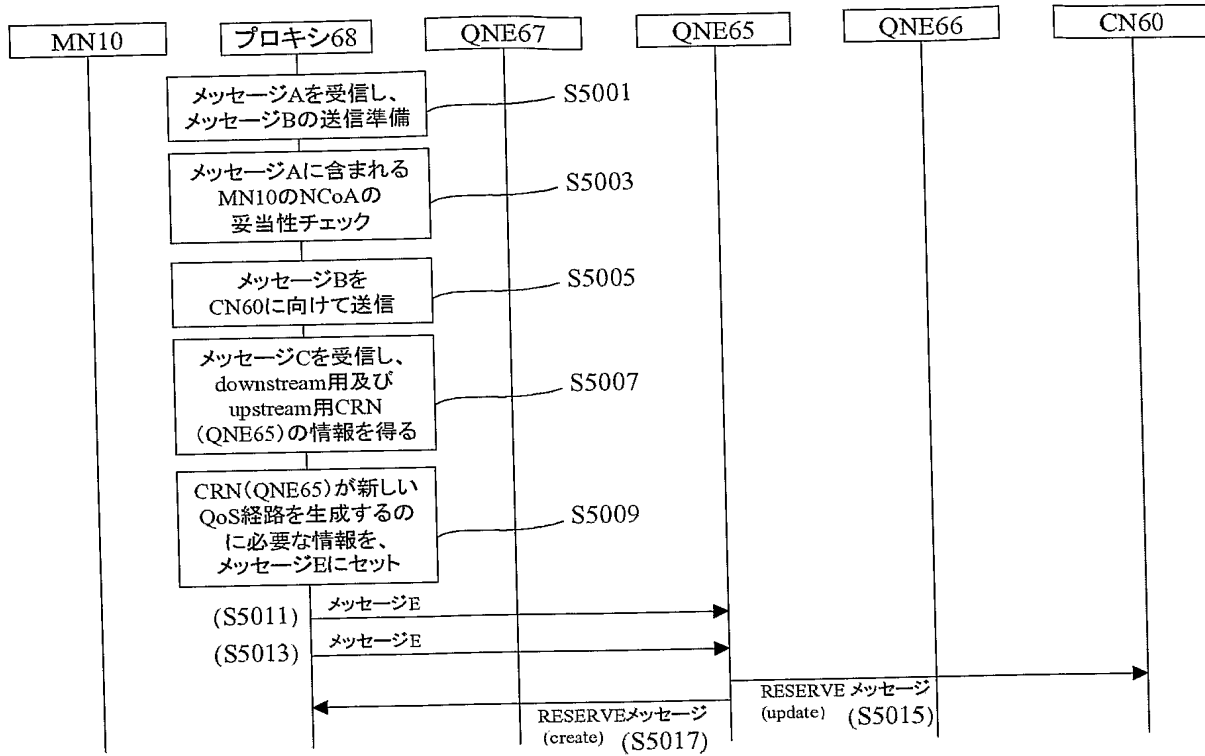 MN10
プロキシ68
QNE67
QNE65
QNE66
CN60
メッセージAを受信し、
メッセージBの送信準備
S5001
メッセージAに含まれる
MN10のNCoAの
妥当性チェック
S5003
メッセージBを
CN60に向けて送信
S5005
メッセージCを受信し、
downstream用及び
upstream用CRN
(QNE65)の情報を得る
S5007
CRN(QNE65)が新しい
QoS経路を生成するの
に必要な情報を、
メッセージEにセット
S5009
(S5011)
メッセージE
(S5013)
メッセージE
RESERVE メッセージ
(update) (S5015)
RESERVEメッセージ
(create) (S5017)